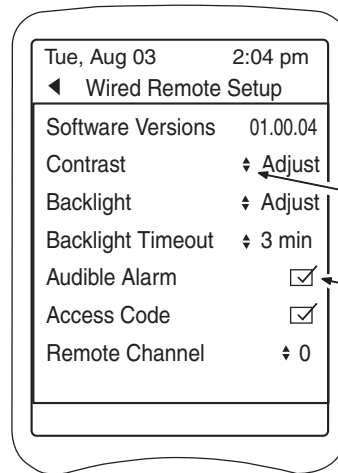 Tue, Aug 03 2:04 pm
◀ Wired Remote Setup
Software Versions 01.00.04
Contrast Adjust
Backlight Adjust
Backlight Timeout 3 min
Audible Alarm
Access Code
Remote Channel 0